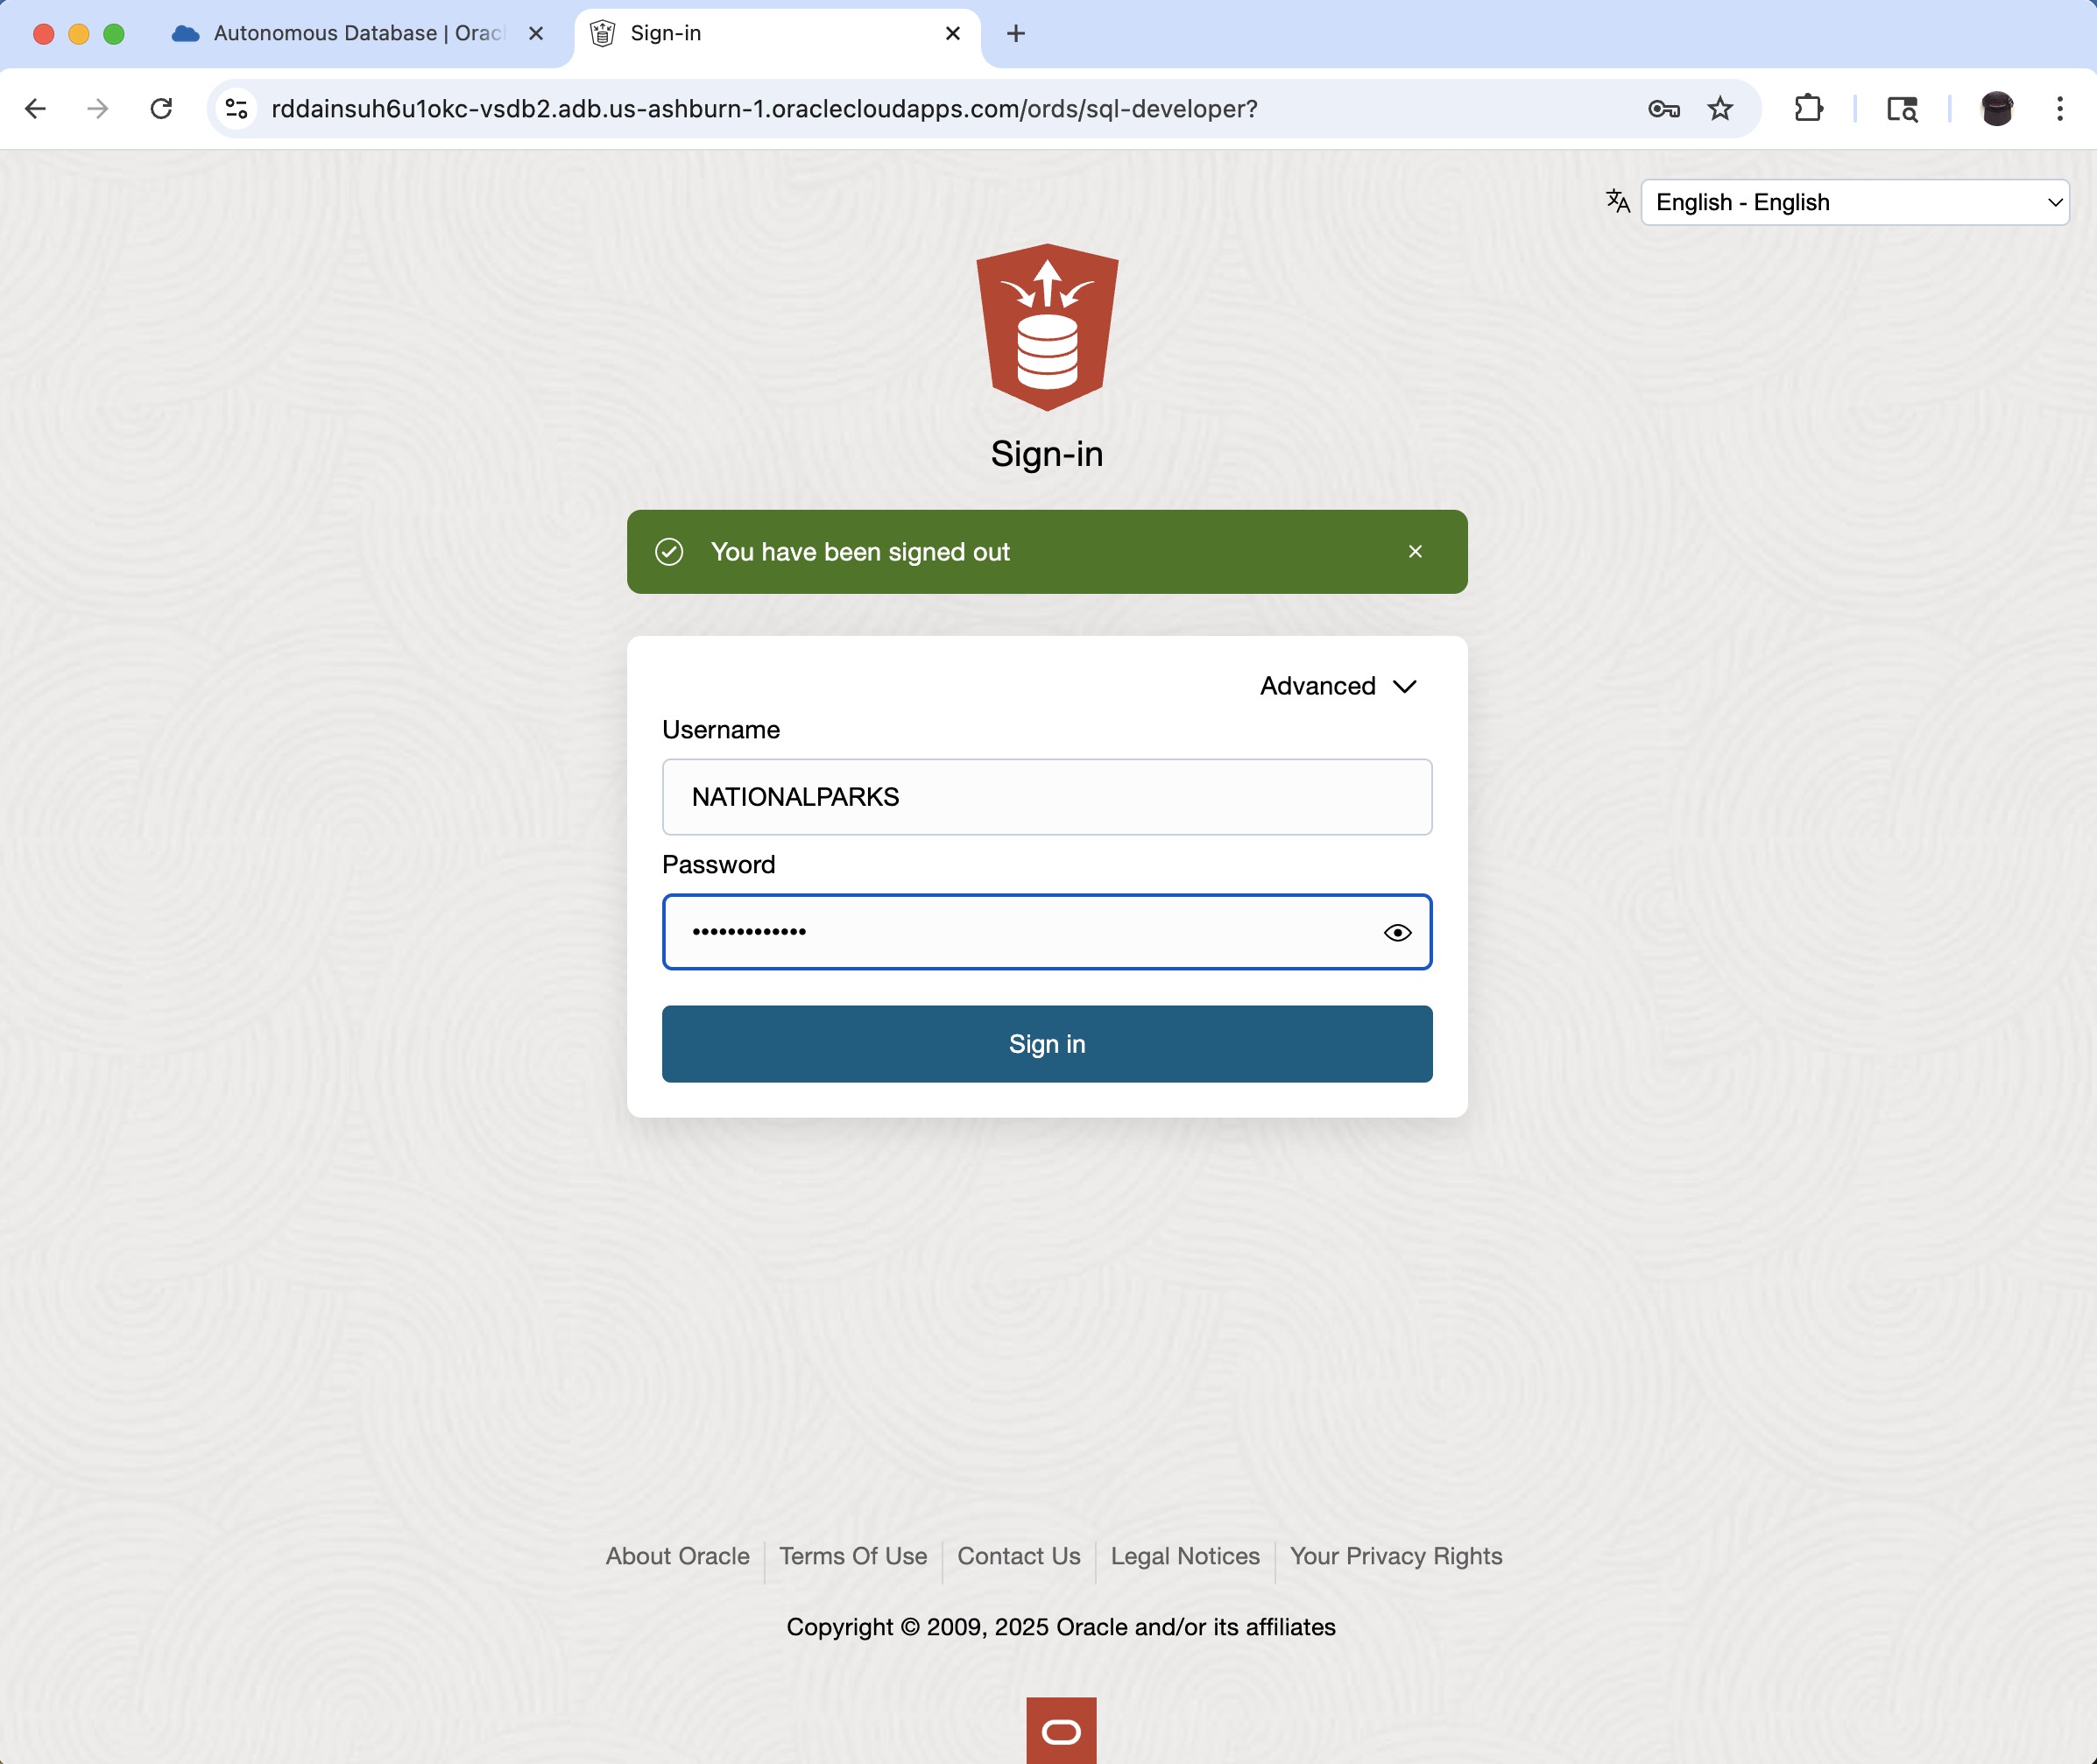 Autonomous Database | Orac
Sign-in
rddainsuh6u1okc-vsdb2.adb.us-ashburn-1.oraclecloudapps.com/ords/sql-developer?
English - English
Sign-in
You have been signed out
Advanced
Username
NATIONALPARKS
Password
•••••••••••••
Sign in
About Oracle
Terms Of Use
Contact Us
Legal Notices
Your Privacy Rights
Copyright © 2009, 2025 Oracle and/or its affiliates